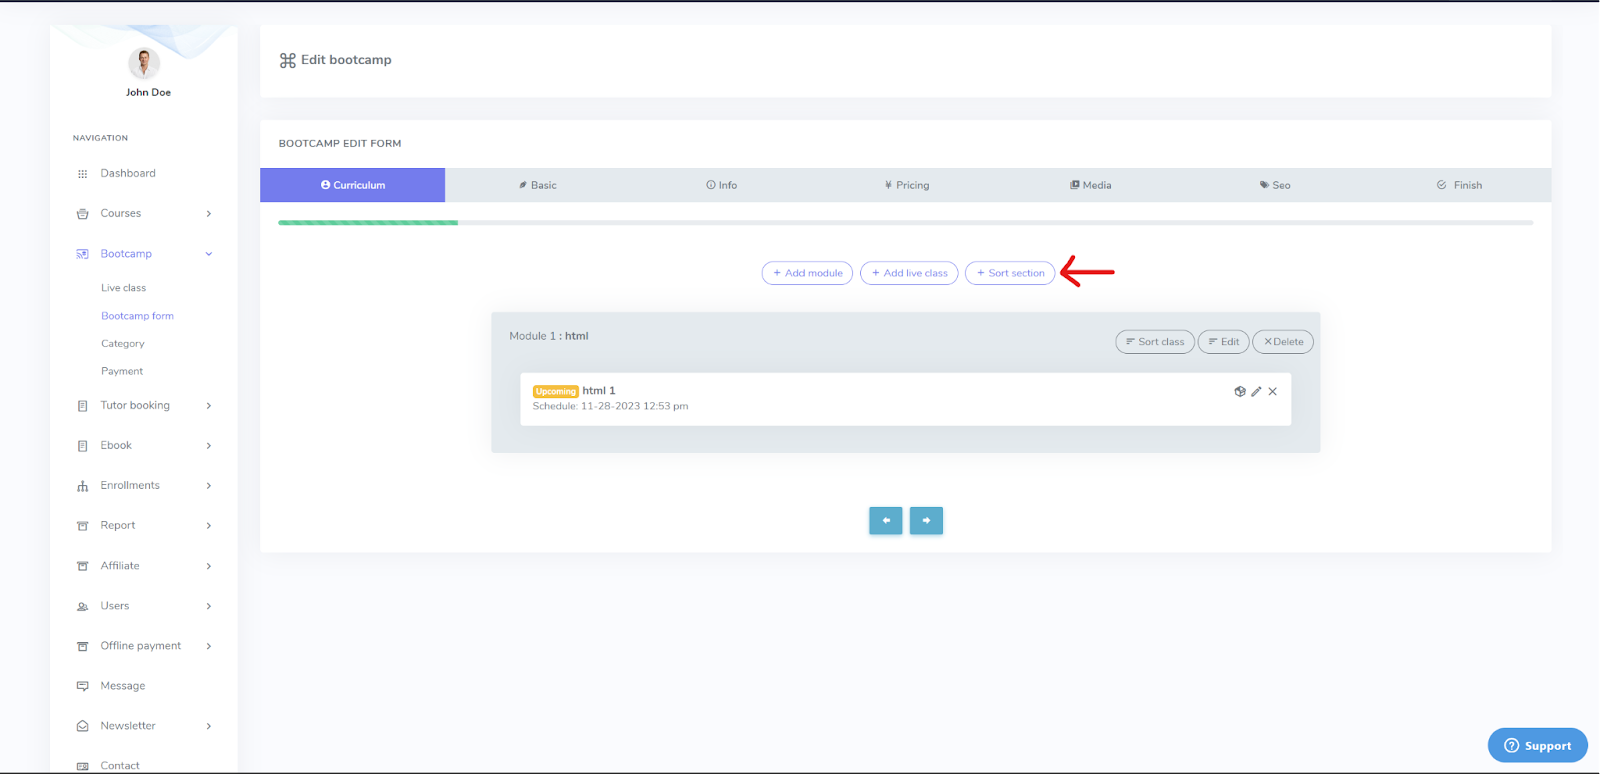 John Doe
NAVIGATION
Dashboard
Courses
Bootcamp
Live class
Bootcamp form
Category
Payment
Tutor booking
Ebook
Enrollments
Report
Affiliate
Users
Offline payment
Message
Newsletter
Contact
Edit bootcamp
BOOTCAMP EDIT FORM
Curriculum Basic Info ¥ Pricing Media Seo Finish
+ Add module + Add live class + Sort section
Module 1 : html
Sort class Edit ×Delete
Upcoming html 1
Schedule: 11-28-2023 12:53 pm
Support